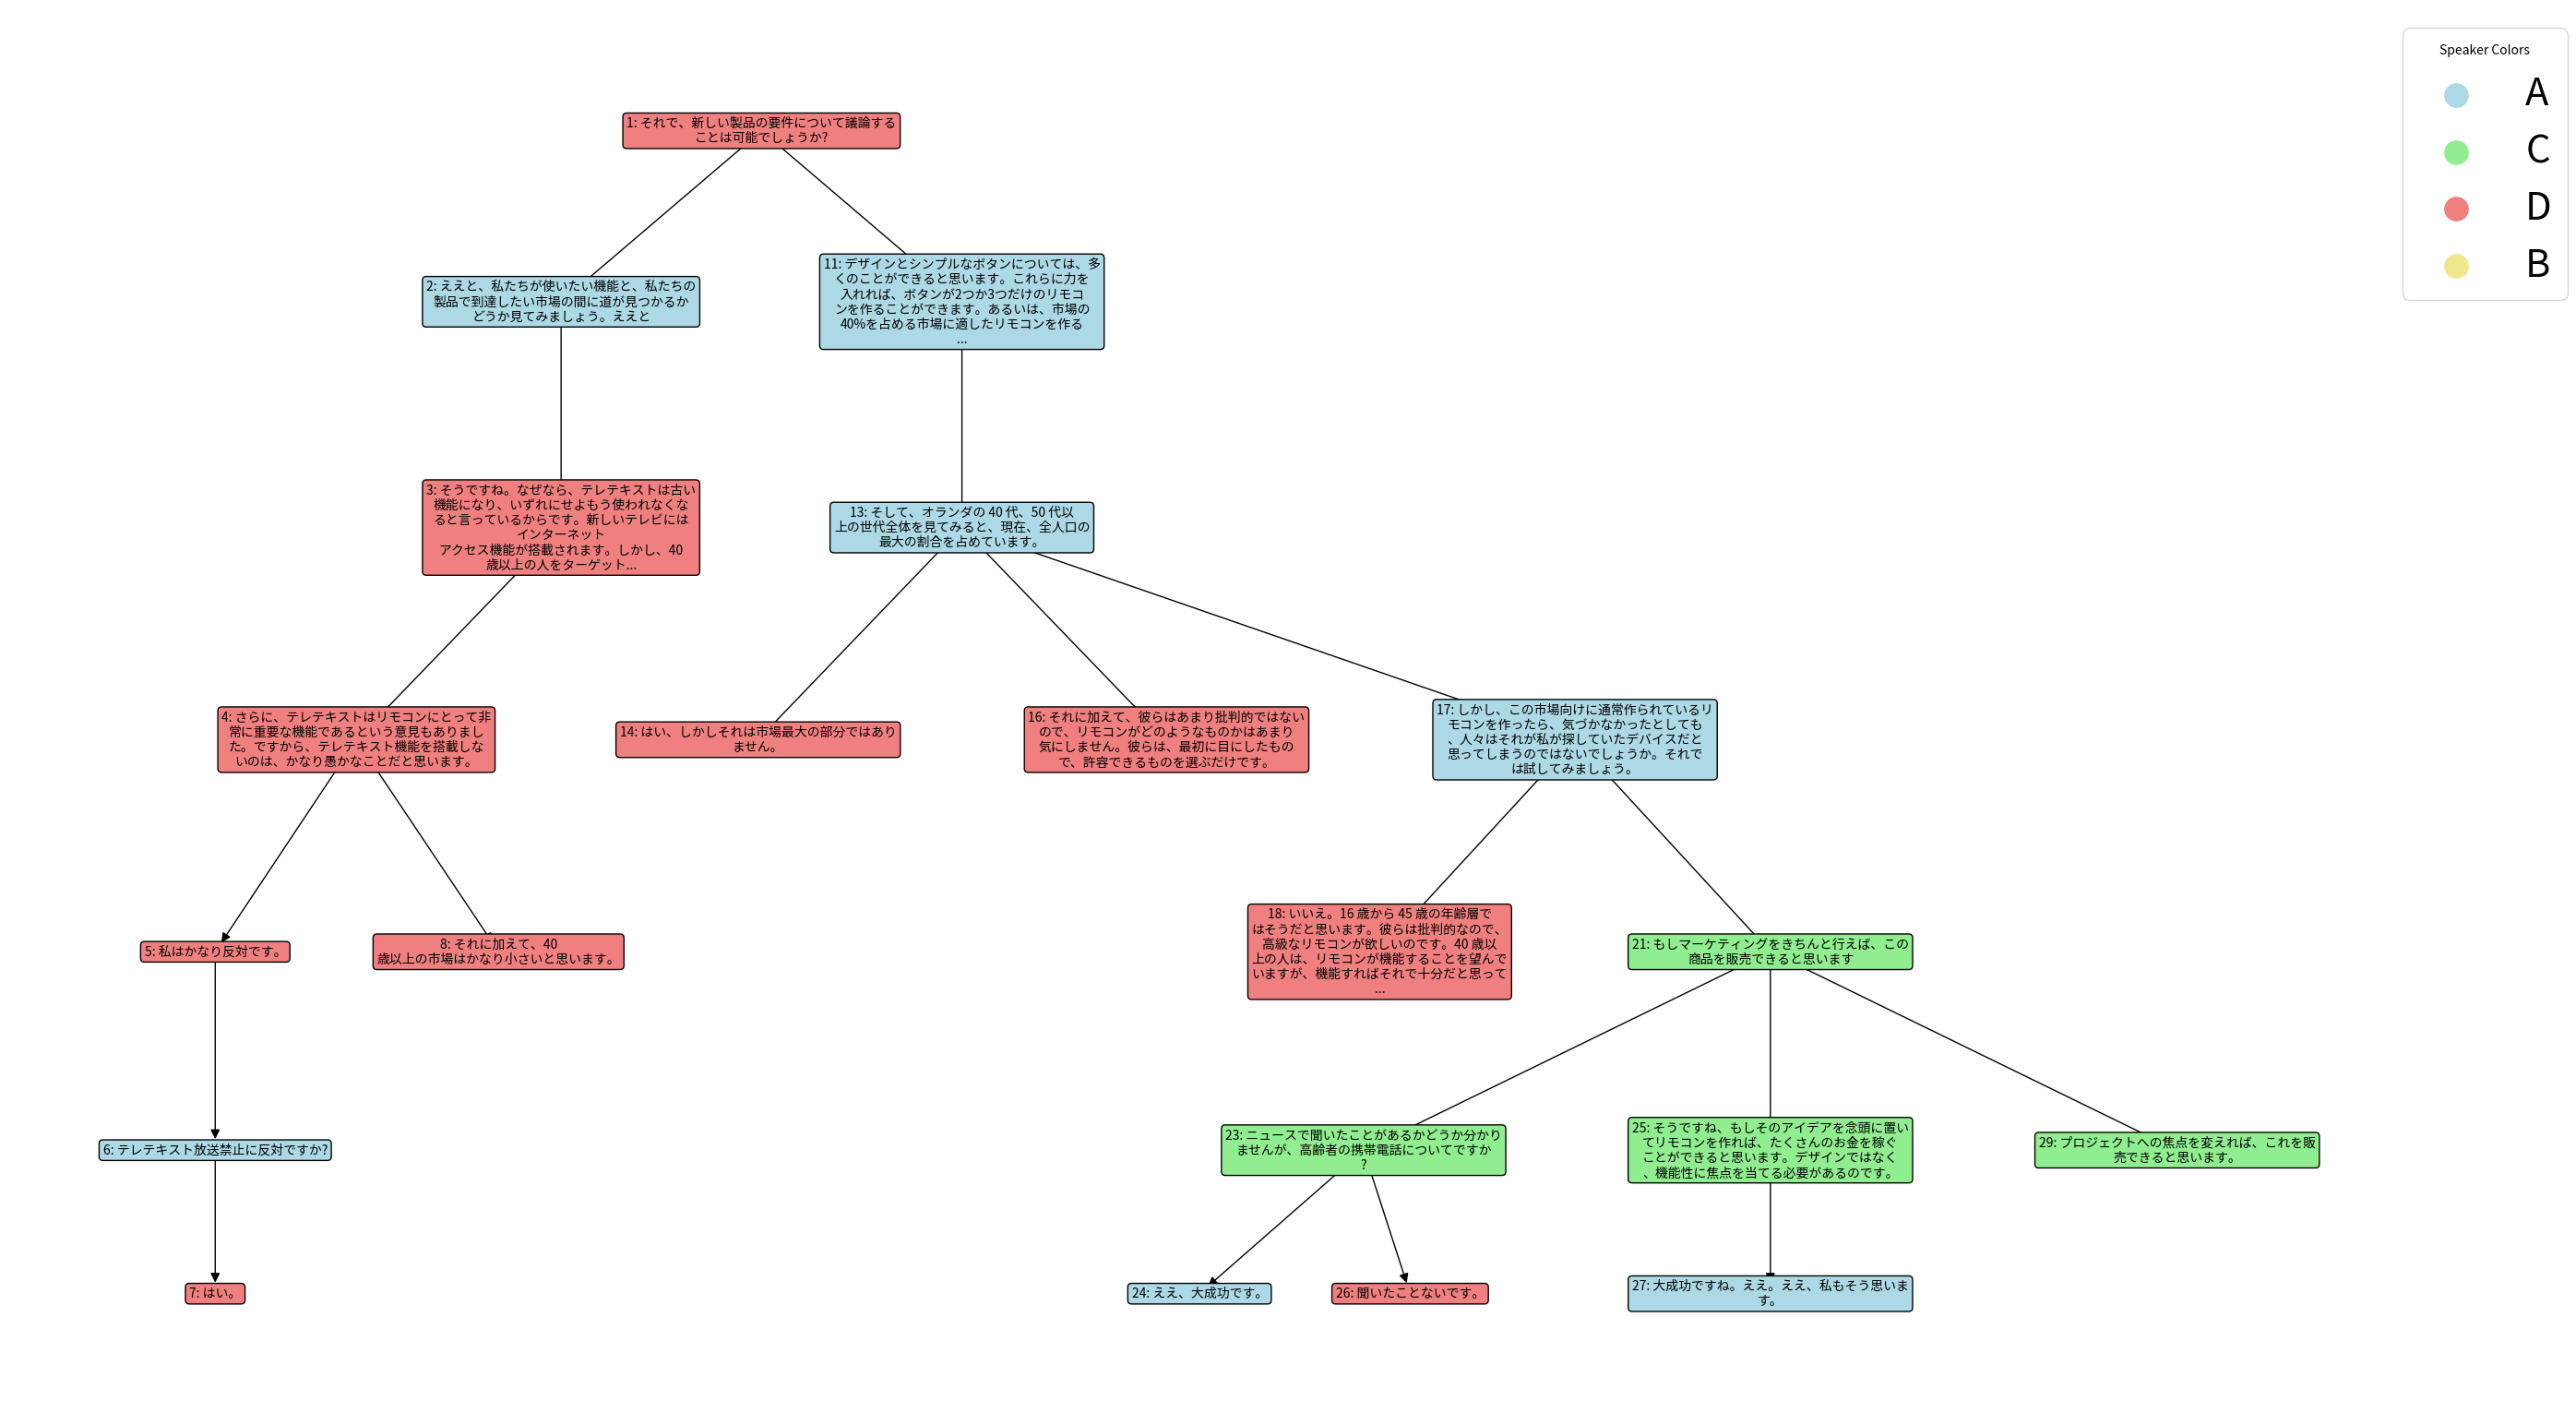 Speaker Colors
A
C
D
B
1: それで、新しい製品の要件について議論する
ことは可能でしょうか?
2: ええと、私たちが使いたい機能と、私たちの
製品で到達したい市場の間に道が見つかるか
どうか見てみましょう。ええと
11: デザインとシンプルなボタンについては、多
くのことができると思います。これらに力を
入れれば、ボタンが2つか3つだけのリモコ
ンを作ることができます。あるいは、市場の
40%を占める市場に適したリモコンを作る
...
3: そうですね。なぜなら、テレテキストは古い
機能になり、いずれにせよもう使われなくな
ると言っているからです。新しいテレビには
インターネット
アクセス機能が搭載されます。しかし、40
歳以上の人をターゲット...
13: そして、オランダの 40 代、50 代以
上の世代全体を見てみると、現在、全人口の
最大の割合を占めています。
4: さらに、テレテキストはリモコンにとって非
常に重要な機能であるという意見もありまし
た。ですから、テレテキスト機能を搭載しな
いのは、かなり愚かなことだと思います。
14: はい、しかしそれは市場最大の部分ではあり
ません。
16: それに加えて、彼らはあまり批判的ではない
ので、リモコンがどのようなものかはあまり
気にしません。彼らは、最初に目にしたもの
で、許容できるものを選ぶだけです。
17: しかし、この市場向けに通常作られているリ
モコンを作ったら、気づかなかったとしても
、人々はそれが私が探していたデバイスだと
思ってしまうのではないでしょうか。それで
は試してみましょう。
5: 私はかなり反対です。
8: それに加えて、40
歳以上の市場はかなり小さいと思います。
18: いいえ。16 歳から 45 歳の年齢層で
はそうだと思います。彼らは批判的なので、
高級なリモコンが欲しいのです。40 歳以
上の人は、リモコンが機能することを望んで
いますが、機能すればそれで十分だと思って
...
21: もしマーケティングをきちんと行えば、この
商品を販売できると思います
6: テレテキスト放送禁止に反対ですか?
23: ニュースで聞いたことがあるかどうか分かり
ませんが、高齢者の携帯電話についてですか
?
25: そうですね、もしそのアイデアを念頭に置い
てリモコンを作れば、たくさんのお金を稼ぐ
ことができると思います。デザインではなく
、機能性に焦点を当てる必要があるのです。
29: プロジェクトへの焦点を変えれば、これを販
売できると思います。
7: はい。
24: ええ、大成功です。
26: 聞いたことないです。
27: 大成功ですね。ええ。ええ、私もそう思いま
す。